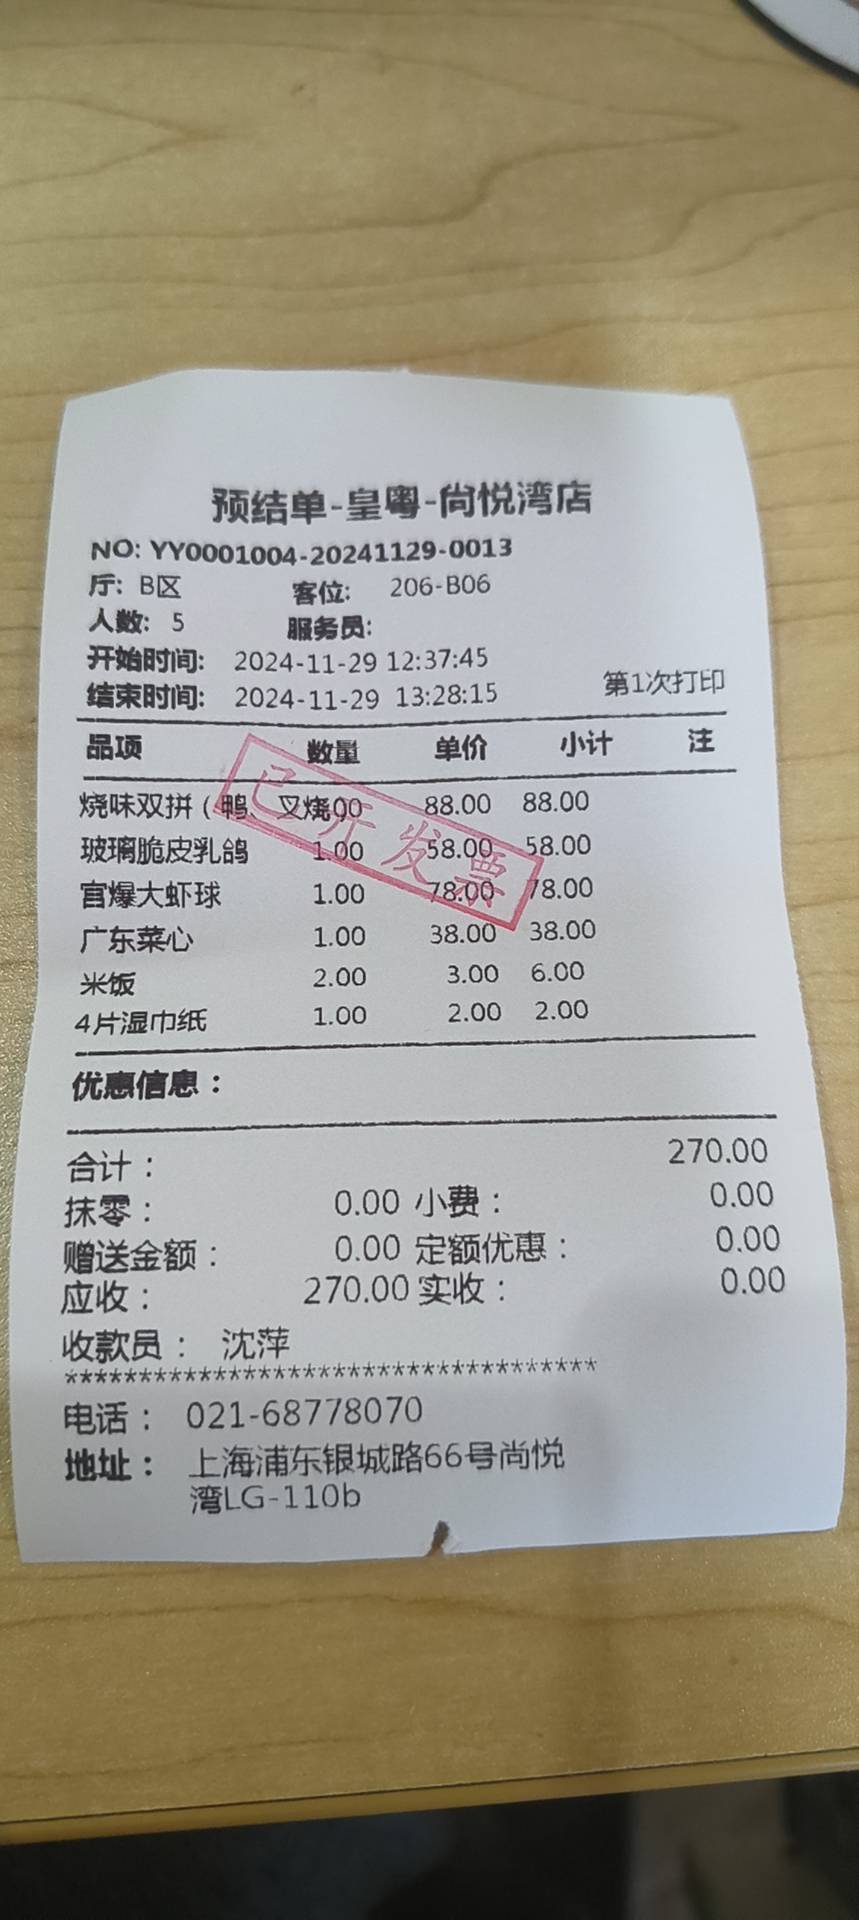 预结单-皇粤-尚悦湾店
NO: YY0001004-20241129-0013
厅: B区 客位: 206-B06
人数: 5 服务员:
开始时间: 2024-11-29 12:37:45
结束时间: 2024-11-29 13:28:15 第1次打印
品项 数量 单价 小计 注
烧味双拼（鸭、叉烧 1.00 88.00 88.00
玻璃脆皮乳鸽 1.00 58.00 58.00
宫爆大虾球 1.00 78.00 78.00
广东菜心 1.00 38.00 38.00
米饭 2.00 3.00 6.00
4片湿巾纸 1.00 2.00 2.00
已开发票
优惠信息：
合计： 270.00
抹零： 0.00 小费： 0.00
赠送金额： 0.00 定额优惠： 0.00
应收： 270.00 实收： 0.00
收款员： 沈萍
************************************
电话： 021-68778070
地址： 上海浦东银城路66号尚悦
湾LG-110b